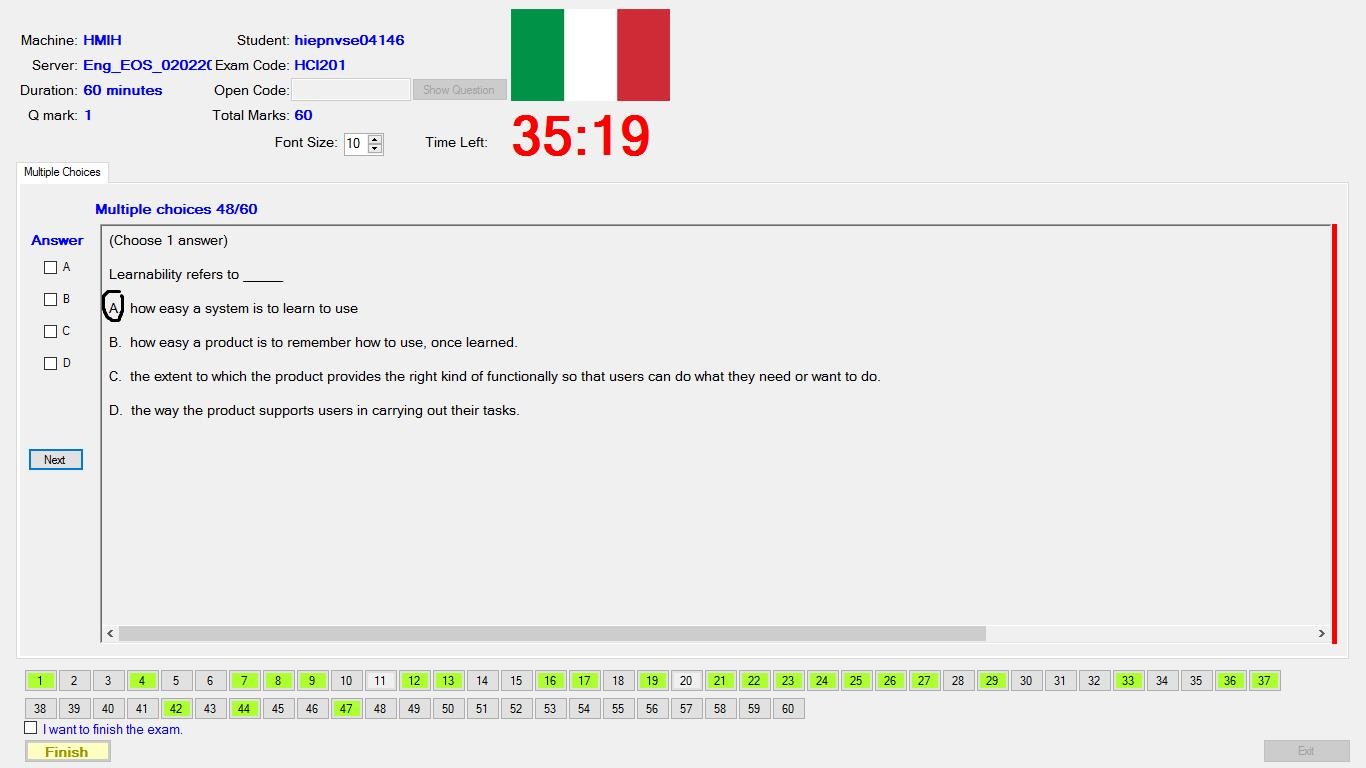 Machine: HMIH Student: hiepnvse04146
Server: Eng_EOS_02022 Exam Code: HCI201
Duration: 60 minutes Open Code: Show Question
Q mark: 1 Total Marks: 60
Font Size: 10 Time Left: 35:19
Multiple Choices
Multiple choices 48/60
Answer
A
B
C
D
Next
(Choose 1 answer)
Learnability refers to _____
A. how easy a system is to learn to use
B. how easy a product is to remember how to use, once learned.
C. the extent to which the product provides the right kind of functionally so that users can do what they need or want to do.
D. the way the product supports users in carrying out their tasks.
1 2 3 4 5 6 7 8 9 10 11 12 13 14 15 16 17 18 19 20 21 22 23 24 25 26 27 28 29 30 31 32 33 34 35 36 37
38 39 40 41 42 43 44 45 46 47 48 49 50 51 52 53 54 55 56 57 58 59 60
I want to finish the exam.
Finish Exit